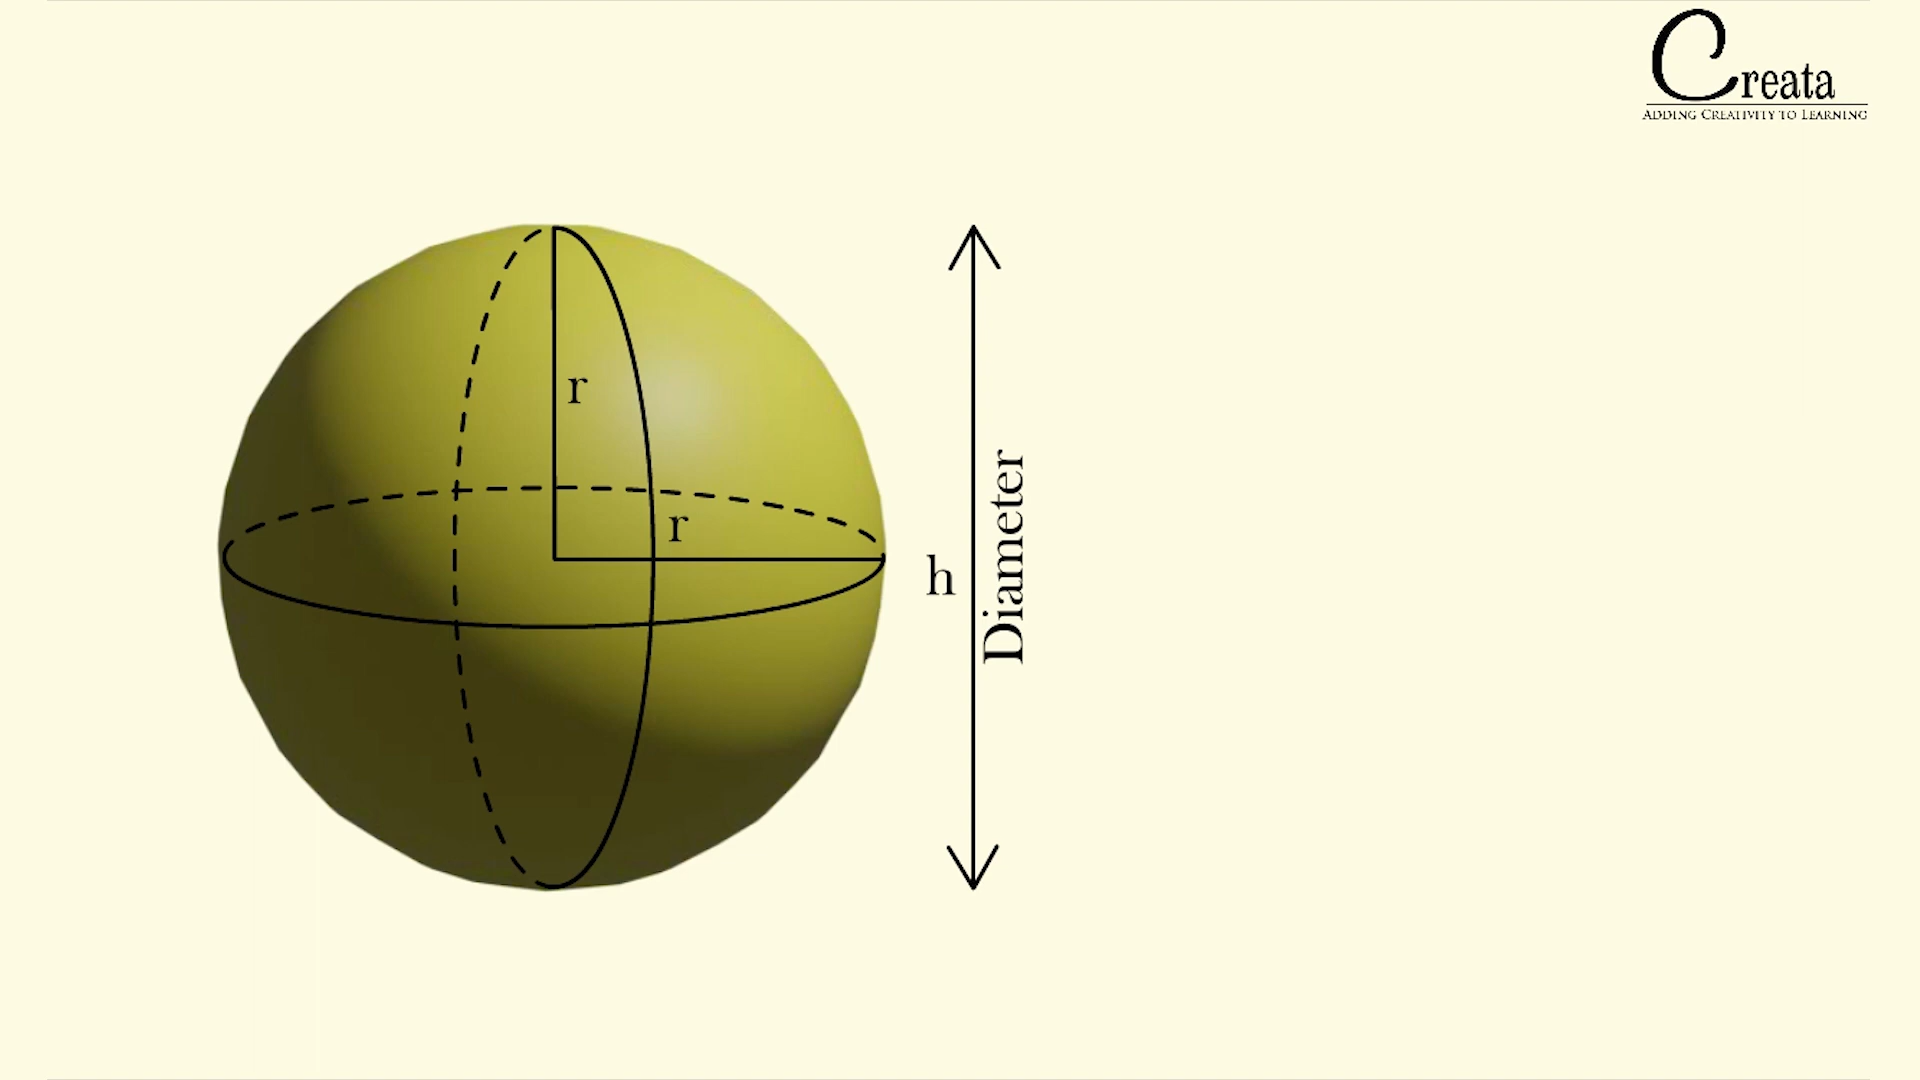 Creata
ADDING CREATIVITY TO LEARNING
r
r
h
Diameter